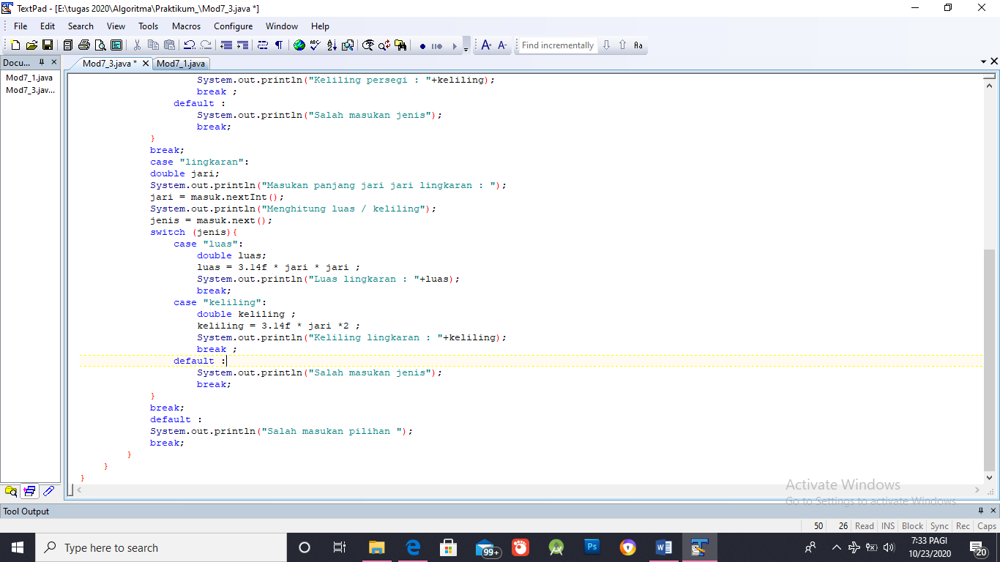 TextPad - [E:\tugas 2020\Algoritma\Praktikum_\Mod7_3.java *]
File Edit Search View Tools Macros Configure Window Help
Find incrementally
Docu...
Mod7_3.java *
Mod7_1.java
Mod7_1.java
Mod7_3.jav...
System.out.println("Keliling persegi : "+keliling);
break ;
default :
System.out.println("Salah masukan jenis");
break;
}
break;
case "lingkaran":
double jari;
System.out.println("Masukan panjang jari jari lingkaran : ");
jari = masuk.nextInt();
System.out.println("Menghitung luas / keliling");
jenis = masuk.next();
switch (jenis){
case "luas":
double luas;
luas = 3.14f * jari * jari ;
System.out.println("Luas lingkaran : "+luas);
break;
case "keliling":
double keliling ;
keliling = 3.14f * jari *2 ;
System.out.println("Keliling lingkaran : "+keliling);
break ;
default :
System.out.println("Salah masukan jenis");
break;
}
break;
default :
System.out.println("Salah masukan pilihan ");
break;
}
}
}
Activate Windows
Go to Settings to activate Windows.
Tool Output
50 26 Read INS Block Sync Rec Caps
Type here to search
99+
Ps
7:33 PAGI
10/23/2020
20